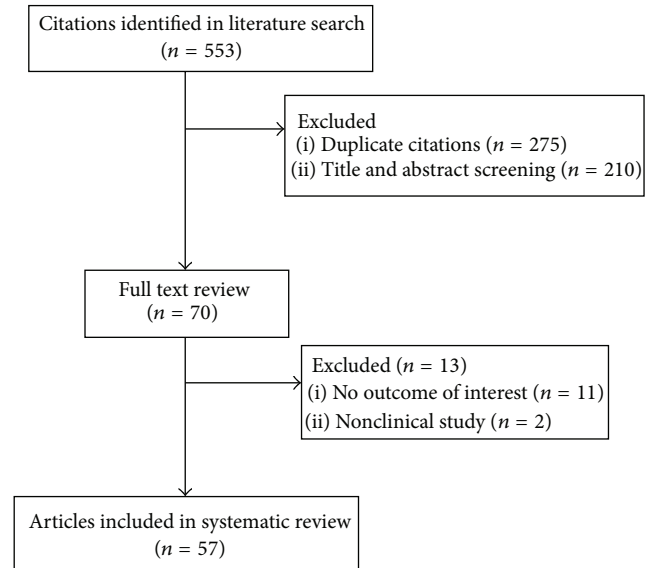 Citations identified in literature search
(n = 553)
Excluded
(i) Duplicate citations (n = 275)
(ii) Title and abstract screening (n = 210)
Full text review
(n = 70)
Excluded (n = 13)
(i) No outcome of interest (n = 11)
(ii) Nonclinical study (n = 2)
Articles included in systematic review
(n = 57)